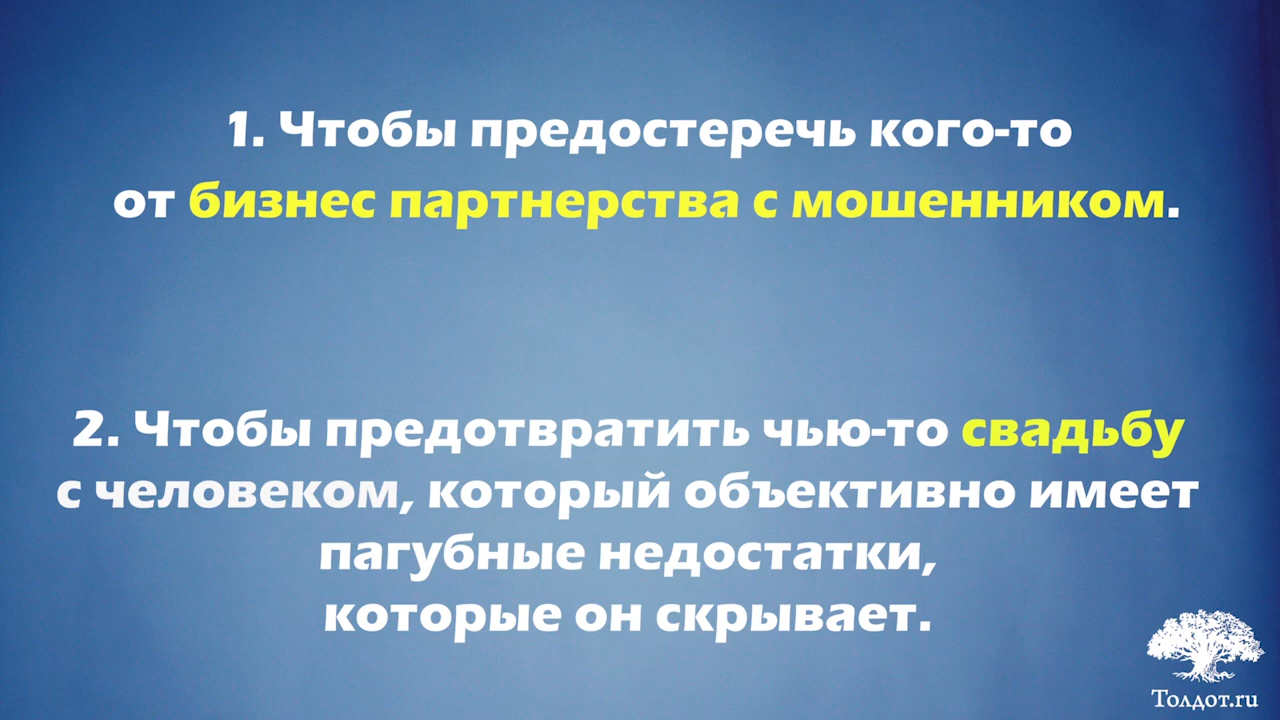 1. Чтобы предостеречь кого-то
от бизнес партнерства с мошенником.
2. Чтобы предотвратить чью-то свадьбу
с человеком, который объективно имеет
пагубные недостатки,
которые он скрывает.
Толдот.ru